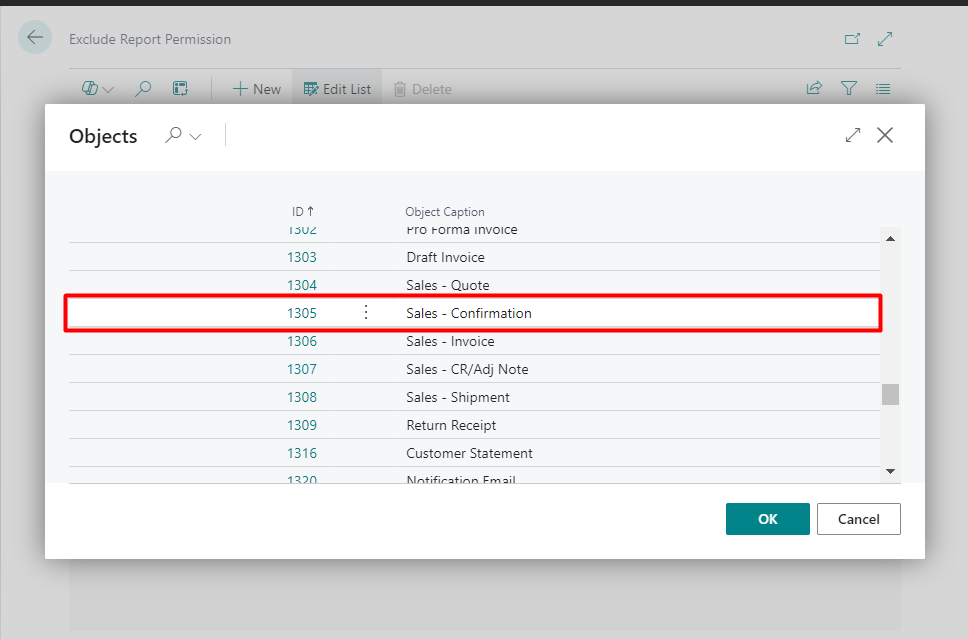 Exclude Report Permission
New Edit List Delete
Objects
ID↑ Object Caption
1302 Pro Forma Invoice
1303 Draft Invoice
1304 Sales - Quote
1305 Sales - Confirmation
1306 Sales - Invoice
1307 Sales - CR/Adj Note
1308 Sales - Shipment
1309 Return Receipt
1316 Customer Statement
1320 Notification Email
OK Cancel